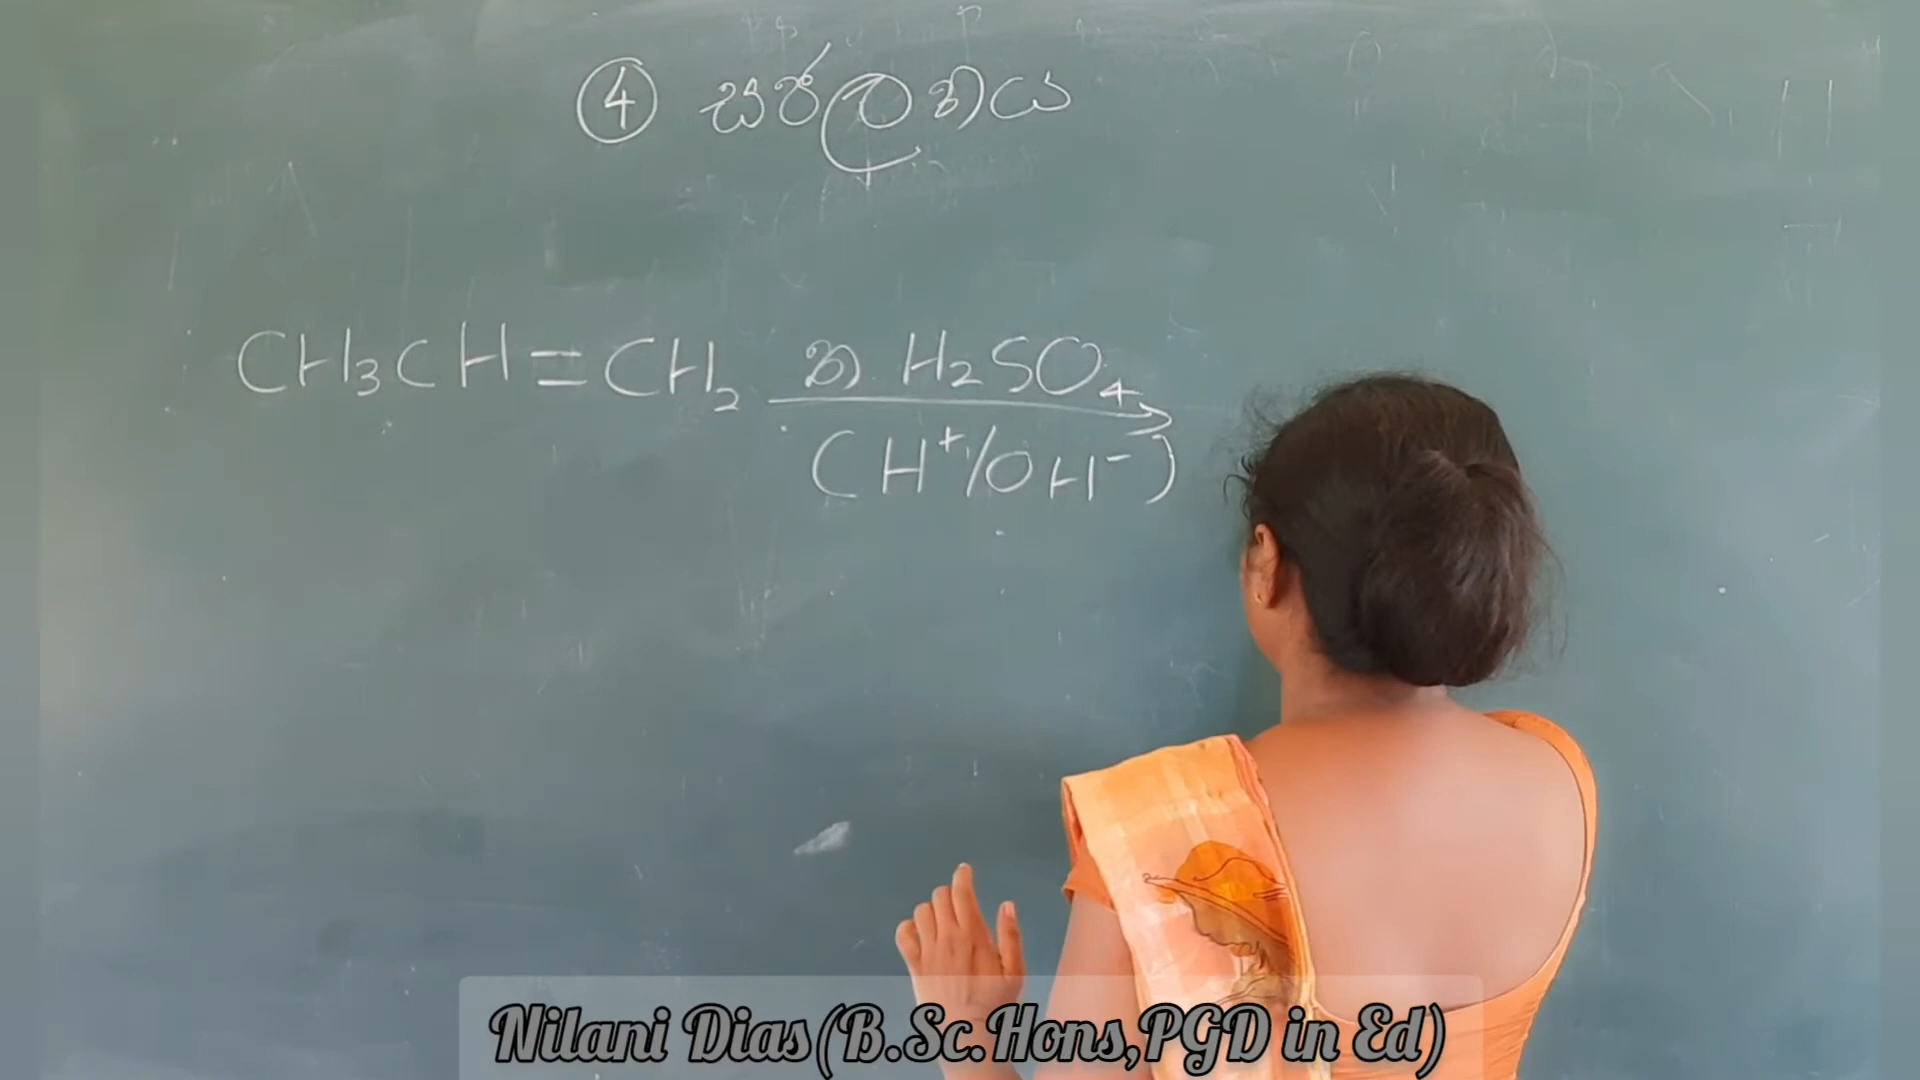 ④ සජලනය
CH₃CH=CH₂ ත. H₂SO₄
(H⁺/OH⁻)
Nilani Dias(B.Sc.Hons,PGD in Ed)